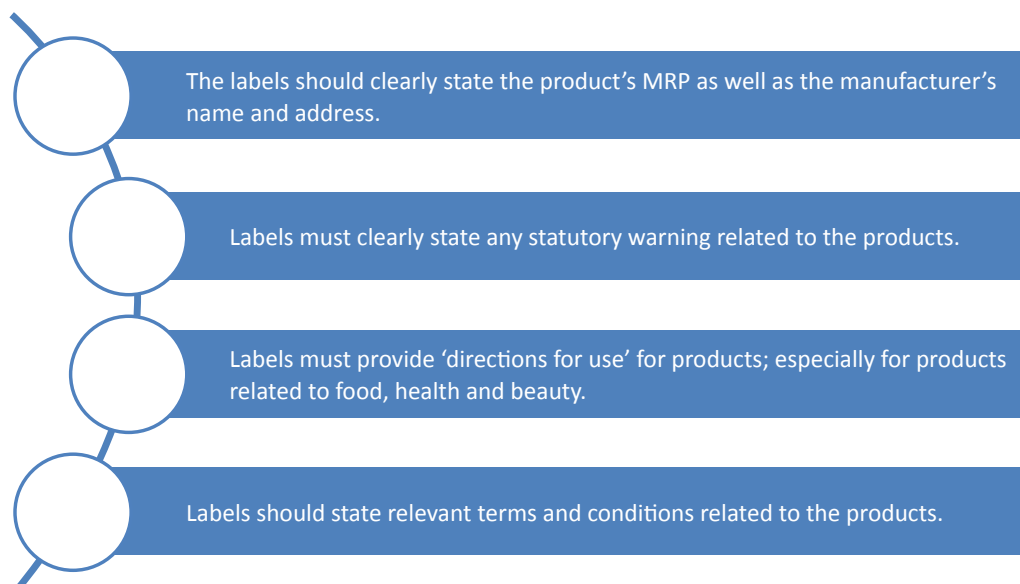 The labels should clearly state the product’s MRP as well as the manufacturer’s
name and address.
Labels must clearly state any statutory warning related to the products.
Labels must provide ‘directions for use’ for products; especially for products
related to food, health and beauty.
Labels should state relevant terms and conditions related to the products.